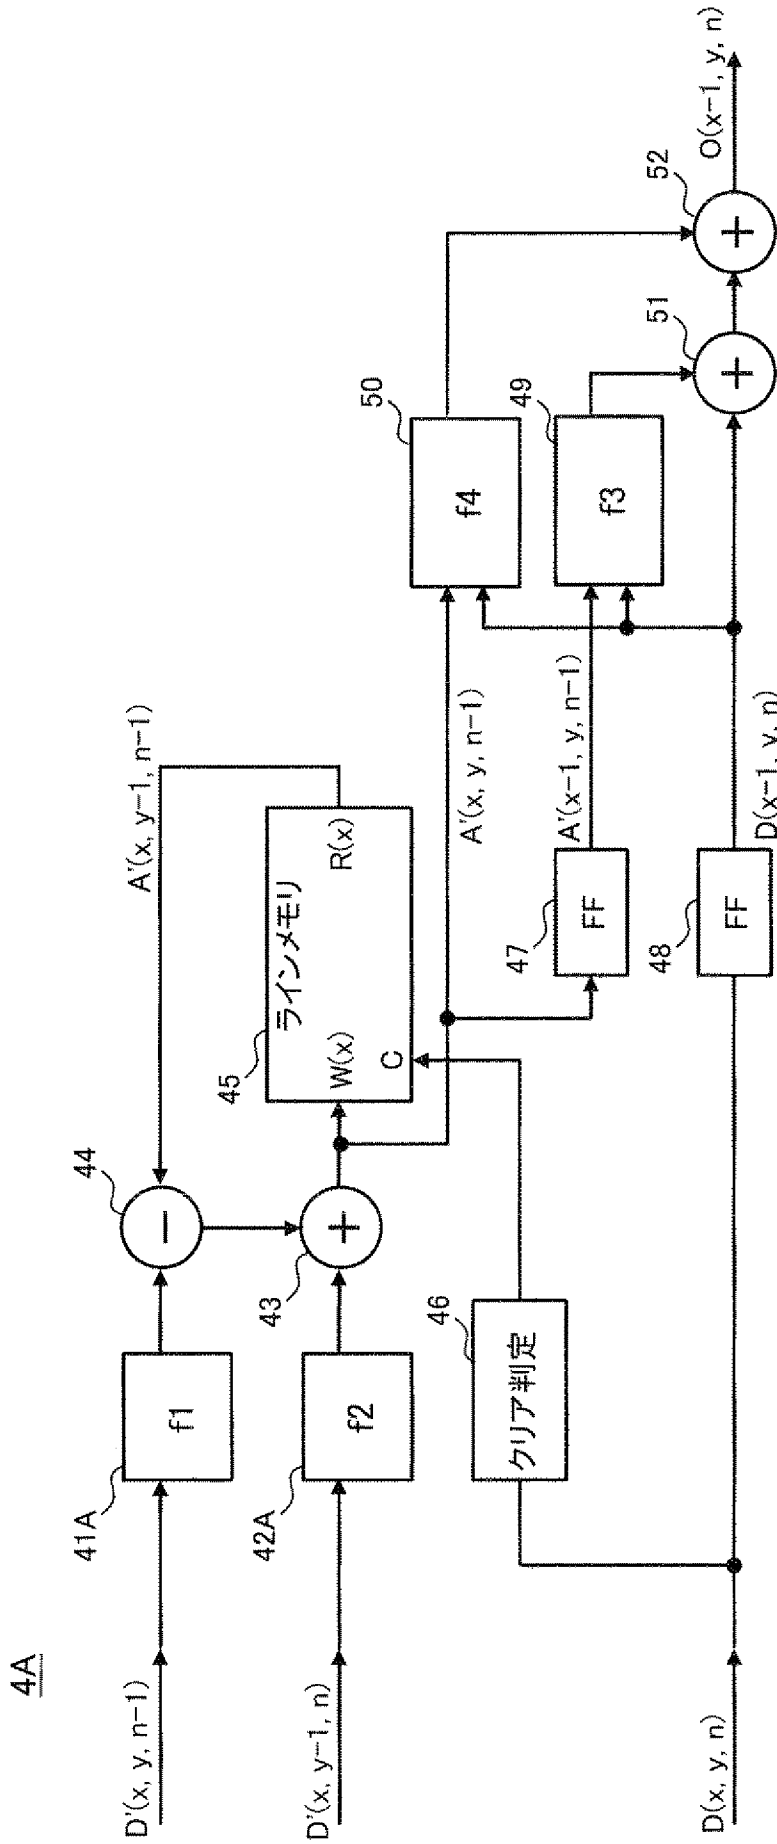 4A
D'(x, y, n-1)
41A
f1
44
−
A'(x, y-1, n-1)
D'(x, y-1, n)
42A
f2
43
+
45
ラインメモリ
W(x)
R(x)
C
46
クリア判定
A'(x, y, n-1)
47
FF
A'(x-1, y, n-1)
50
f4
49
f3
D(x, y, n)
48
FF
D(x-1, y, n)
51
+
52
+
O(x-1, y, n)